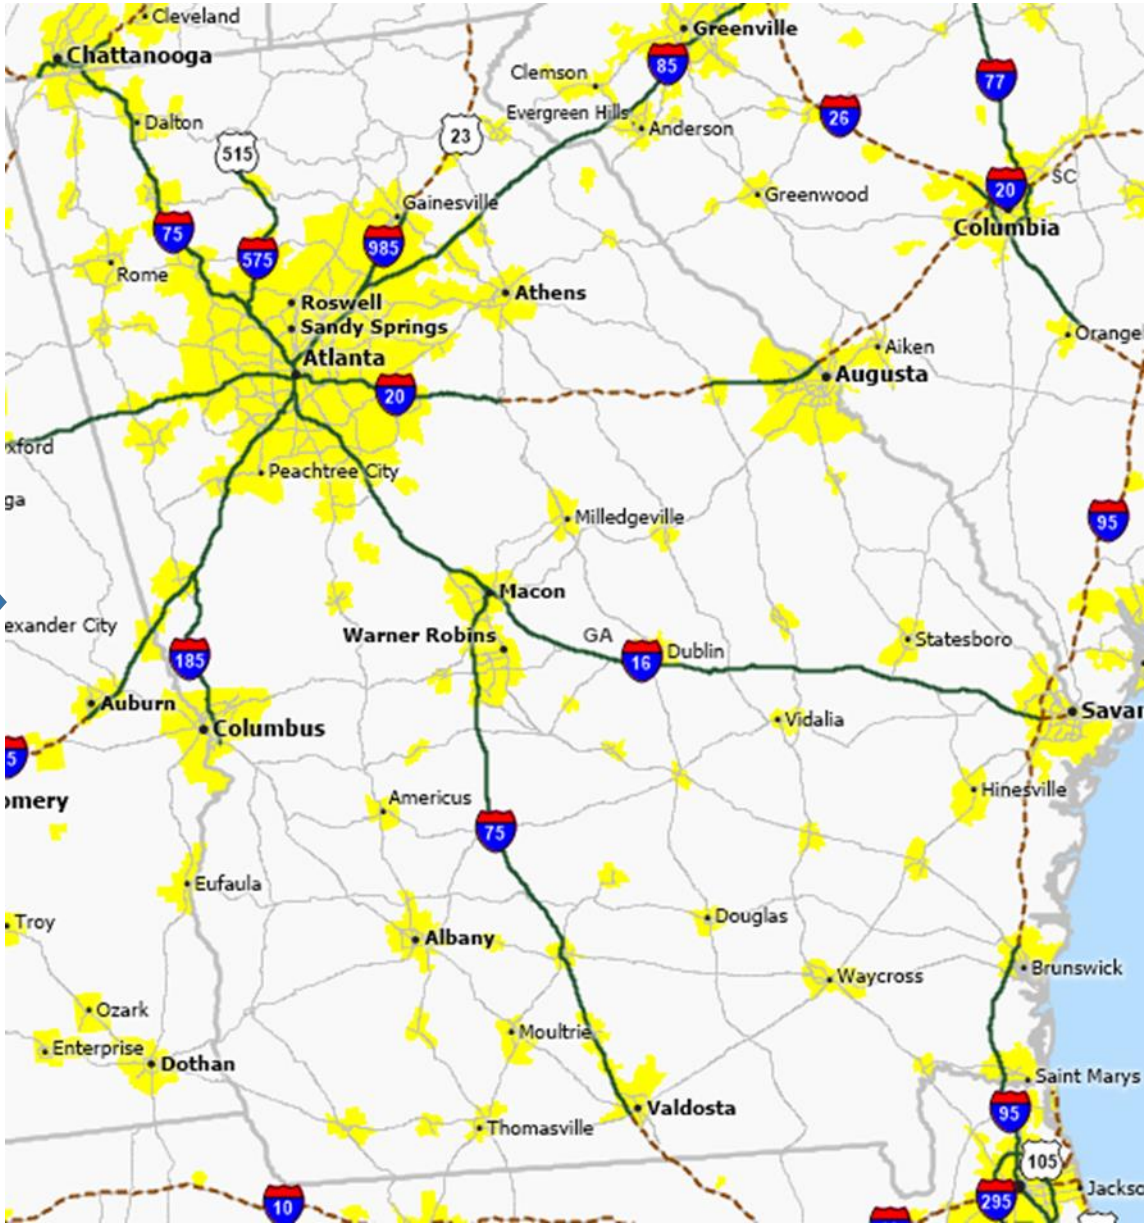 Cleveland
Chattanooga
Greenville
85
Clemson
77
Evergreen Hills
26
Anderson
Dalton
23
515
SC
20
Greenwood
Gainesville
Columbia
75
985
575
Rome
Athens
Roswell
Sandy Springs
Orange
Aiken
Atlanta
Augusta
20
xford
Peachtree City
ga
Milledgeville
95
Macon
exander City
Warner Robins
GA
Statesboro
Dublin
16
185
Auburn
Savar
Vidalia
Columbus
5
Hinesville
omery
Americus
75
Eufaula
Douglas
Troy
Albany
Brunswick
Waycross
Ozark
Moultrie
Enterprise
Dothan
Saint Marys
Valdosta
95
Thomasville
105
Jackso
295
10